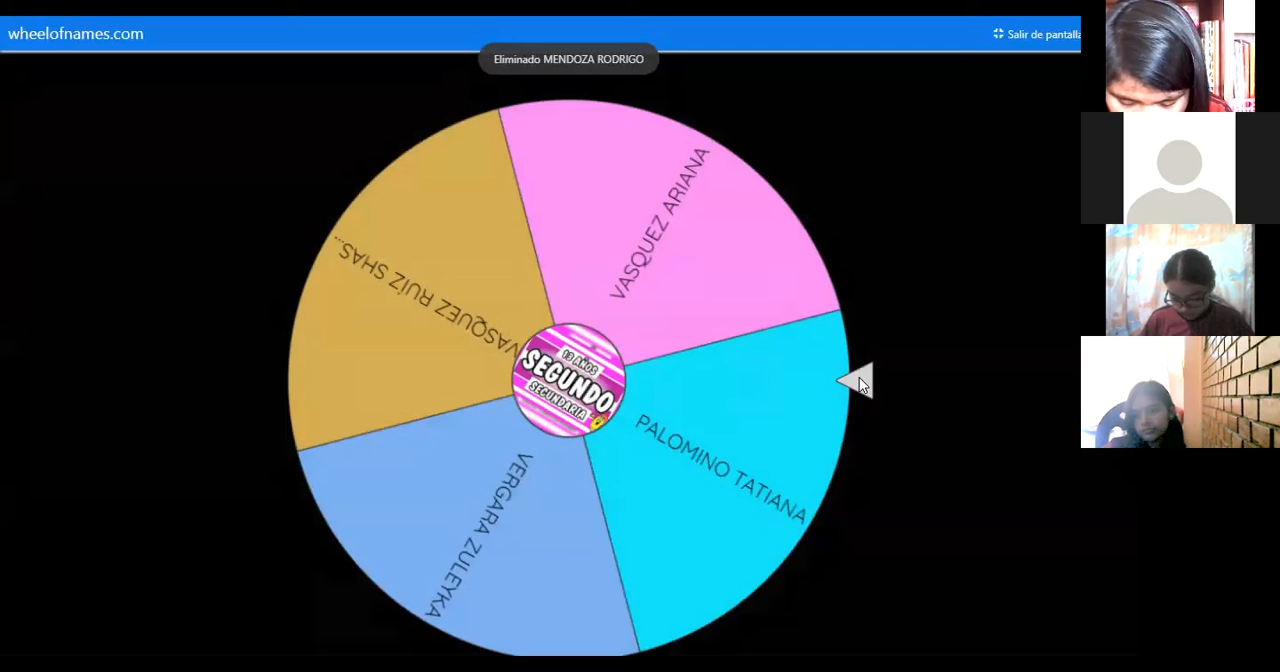 wheelofnames.com
Salir de pantalla
Eliminado MENDOZA RODRIGO
VASQUEZ ARIANA
VASQUEZ RUÍZ SHAS...
13 AÑOS
SEGUNDO
SECUNDARIA
PALOMINO TATIANA
VERGARA ZULEYKA